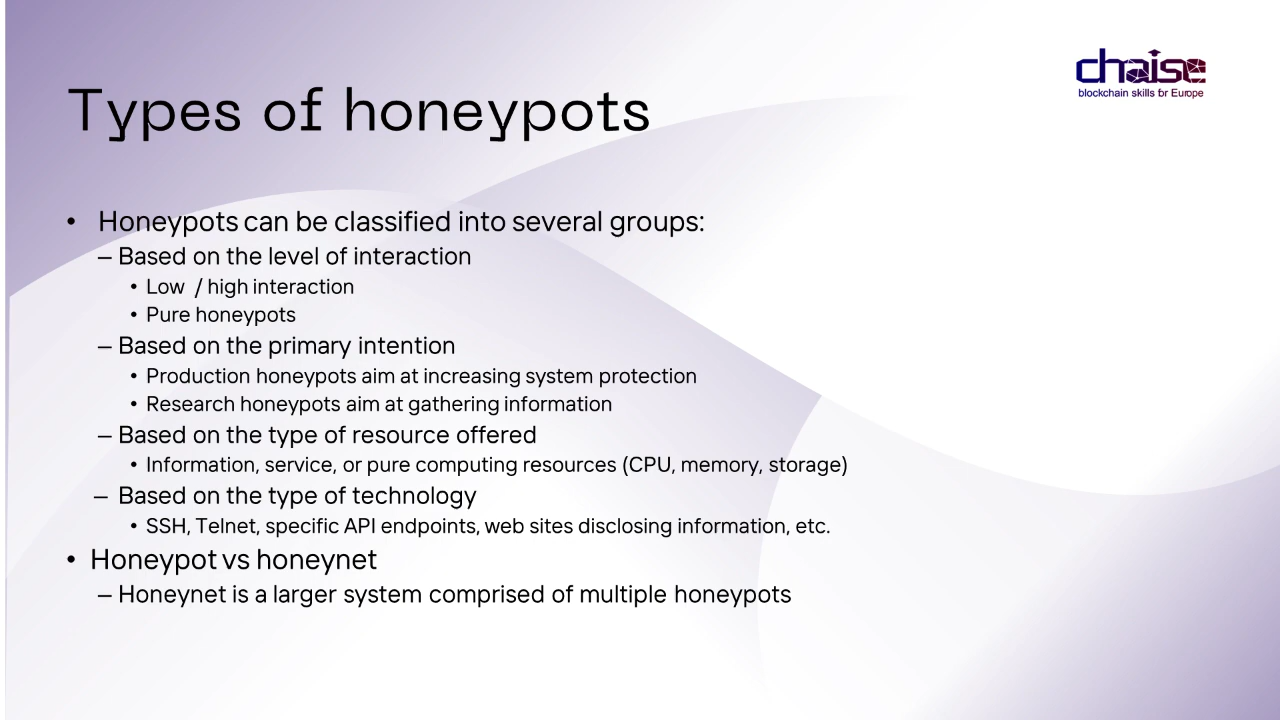 chaise
blockchain skills for Europe
Types of honeypots
• Honeypots can be classified into several groups:
– Based on the level of interaction
• Low / high interaction
• Pure honeypots
– Based on the primary intention
• Production honeypots aim at increasing system protection
• Research honeypots aim at gathering information
– Based on the type of resource offered
• Information, service, or pure computing resources (CPU, memory, storage)
– Based on the type of technology
• SSH, Telnet, specific API endpoints, web sites disclosing information, etc.
• Honeypot vs honeynet
– Honeynet is a larger system comprised of multiple honeypots